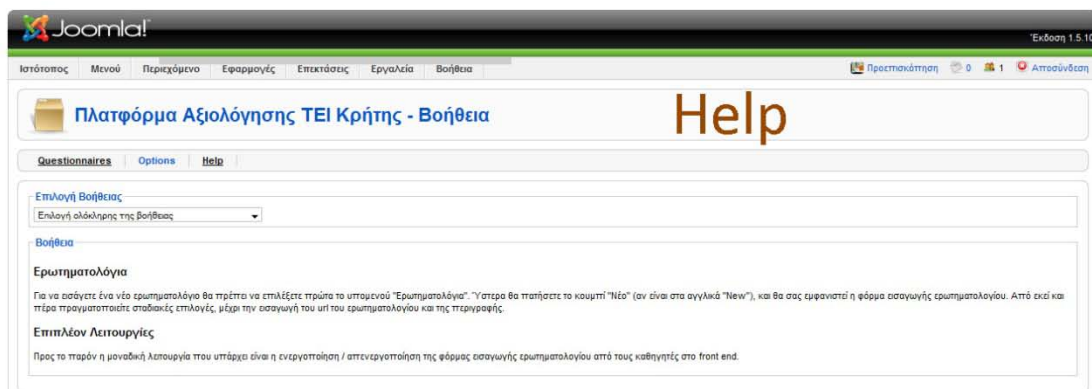 Joomla!
Έκδοση 1.5.10
Ιστότοπος Μενού Περιεχόμενο Εφαρμογές Επεκτάσεις Εργαλεία Βοήθεια Προεπισκόπηση 0 1 Αποσύνδεση
Πλατφόρμα Αξιολόγησης ΤΕΙ Κρήτης - Βοήθεια Help
Questionnaires Options Help
Επιλογή Βοήθειας
Επιλογή ολόκληρης της βοήθειας
Βοήθεια
Ερωτηματολόγια
Για να εισάγετε ένα νέο ερωτηματολόγιο θα πρέπει να επιλέξετε πρώτα το υπομενού "Ερωτηματολόγια". Ύστερα θα πατήσετε το κουμπί "Νέο" (αν είναι στα αγγλικά "New"), και θα σας εμφανιστεί η φόρμα εισαγωγής ερωτηματολογίου. Από εκεί και
πέρα πραγματοποιείτε σταδιακές επιλογές, μέχρι την εισαγωγή του url του ερωτηματολογίου και της περιγραφής.
Επιπλέον Λειτουργίες
Προς το παρόν η μοναδική λειτουργία που υπάρχει είναι η ενεργοποίηση / απενεργοποίηση της φόρμας εισαγωγής ερωτηματολογίου από τους καθηγητές στο front end.